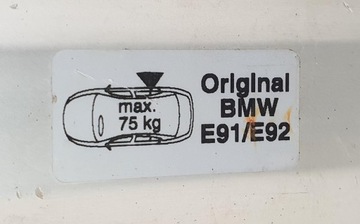 max.
75 kg
Original
BMW
E91/E92